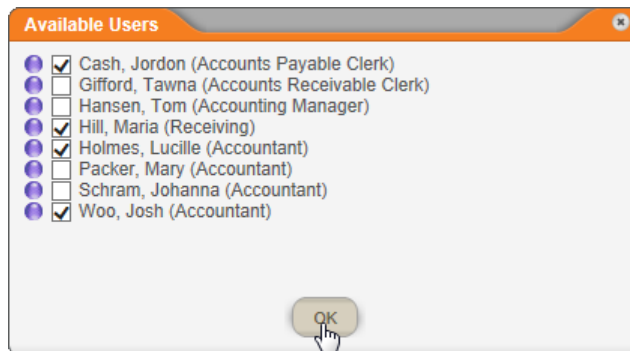 Available Users
Cash, Jordon (Accounts Payable Clerk)
Gifford, Tawna (Accounts Receivable Clerk)
Hansen, Tom (Accounting Manager)
Hill, Maria (Receiving)
Holmes, Lucille (Accountant)
Packer, Mary (Accountant)
Schram, Johanna (Accountant)
Woo, Josh (Accountant)
OK